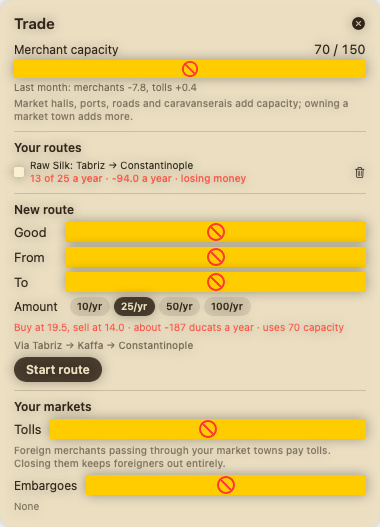 Trade
Merchant capacity 70 / 150
Last month: merchants -7.8, tolls +0.4
Market halls, ports, roads and caravanserais add capacity; owning a
market town adds more.
Your routes
Raw Silk: Tabriz → Constantinople
13 of 25 a year · -94.0 a year · losing money
New route
Good
From
To
Amount 10/yr 25/yr 50/yr 100/yr
Buy at 19.5, sell at 14.0 · about -187 ducats a year · uses 70 capacity
Via Tabriz → Kaffa → Constantinople
Start route
Your markets
Tolls
Foreign merchants passing through your market towns pay tolls.
Closing them keeps foreigners out entirely.
Embargoes
None